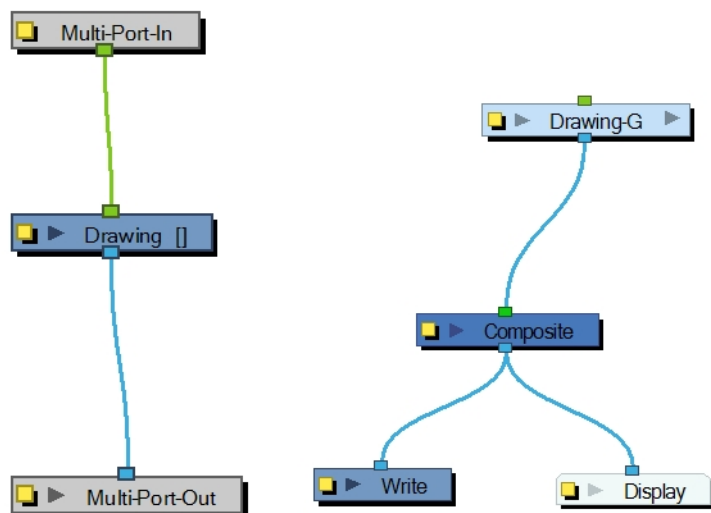 Multi-Port-In
Drawing-G
Drawing []
Composite
Write
Display
Multi-Port-Out